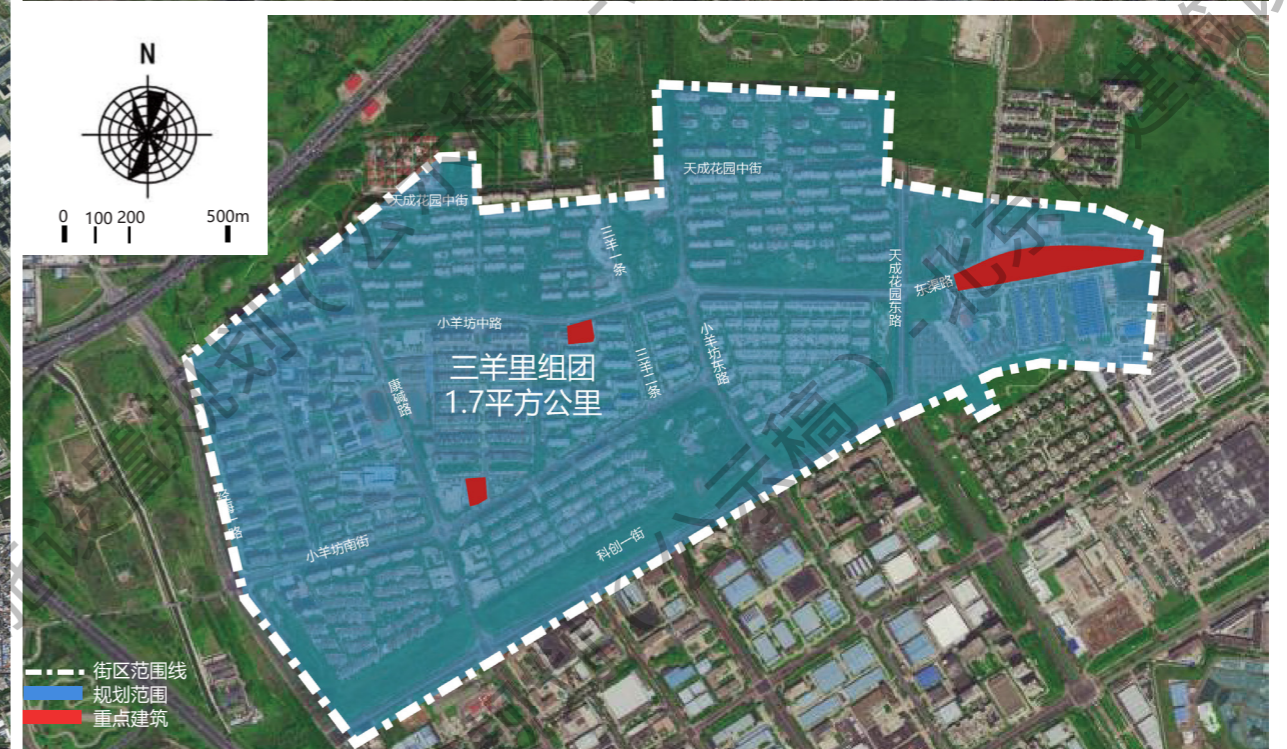 N
0 100 200 500m
天成花园中街
天成花园中街
三羊一条
天成花园东路
东渠路
小羊坊中路
小羊坊东路
三羊二条
三羊里组团
1.7平方公里
康碱路
小羊坊南街
科创一街
街区范围线
规划范围
重点建筑